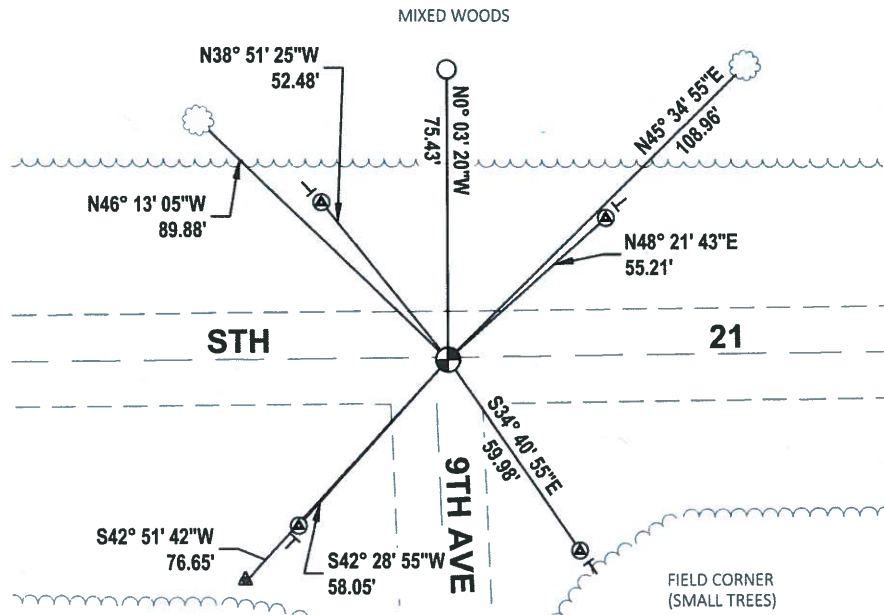 MIXED WOODS
N38° 51' 25"W
52.48'
N0° 03' 20"W
75.43'
N45° 34' 55"E
108.96'
N46° 13' 05"W
89.88'
N48° 21' 43"E
55.21'
STH
21
S34° 40' 55"E
59.98'
9TH AVE
S42° 51' 42"W
76.65'
S42° 28' 55"W
58.05'
FIELD CORNER
(SMALL TREES)